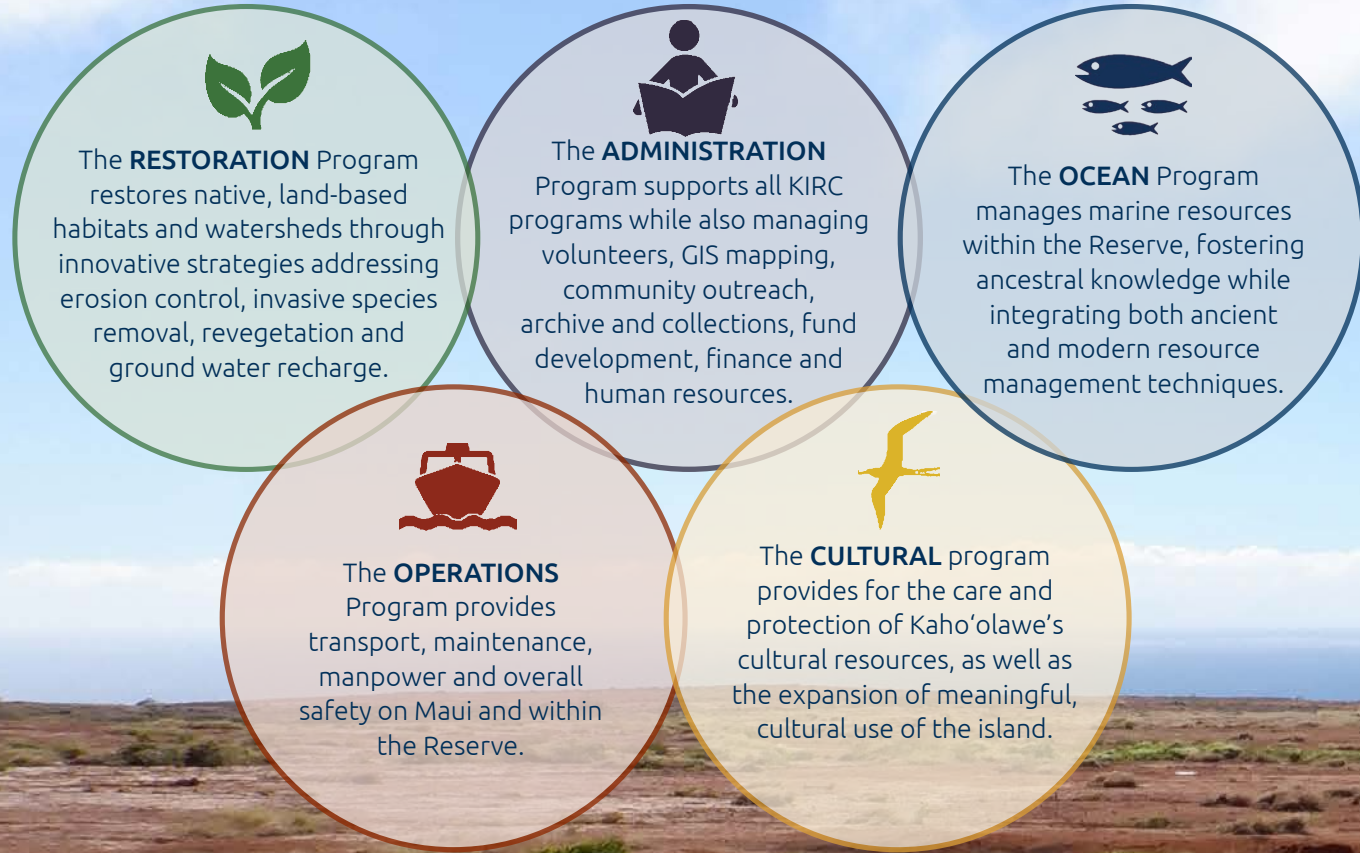 The RESTORATION Program
restores native, land-based
habitats and watersheds through
innovative strategies addressing
erosion control, invasive species
removal, revegetation and
ground water recharge.
The ADMINISTRATION
Program supports all KIRC
programs while also managing
volunteers, GIS mapping,
community outreach,
archive and collections, fund
development, finance and
human resources.
The OCEAN Program
manages marine resources
within the Reserve, fostering
ancestral knowledge while
integrating both ancient
and modern resource
management techniques.
The OPERATIONS
Program provides
transport, maintenance,
manpower and overall
safety on Maui and within
the Reserve.
The CULTURAL program
provides for the care and
protection of Kahoʻolawe’s
cultural resources, as well as
the expansion of meaningful,
cultural use of the island.